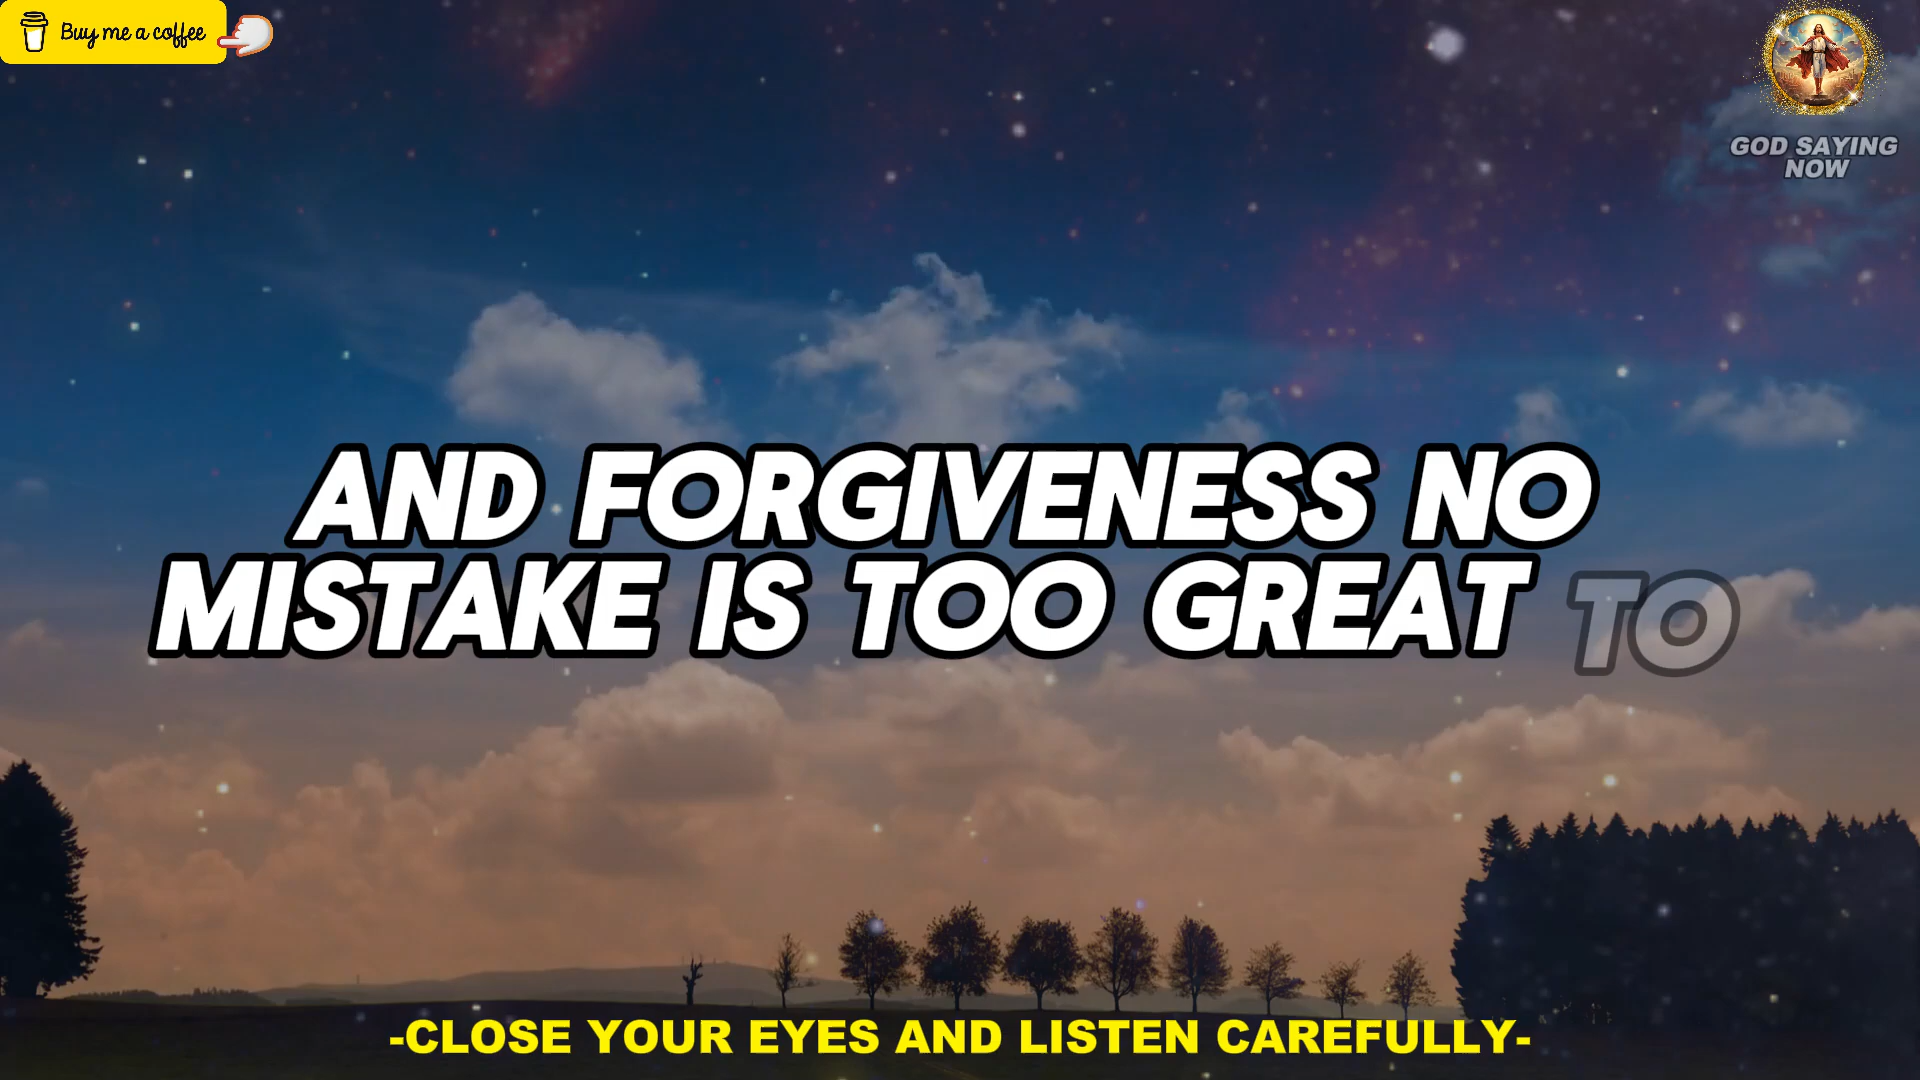 Buy me a coffee
GOD SAYING
NOW
AND FORGIVENESS NO
MISTAKE IS TOO GREAT TO
-CLOSE YOUR EYES AND LISTEN CAREFULLY-